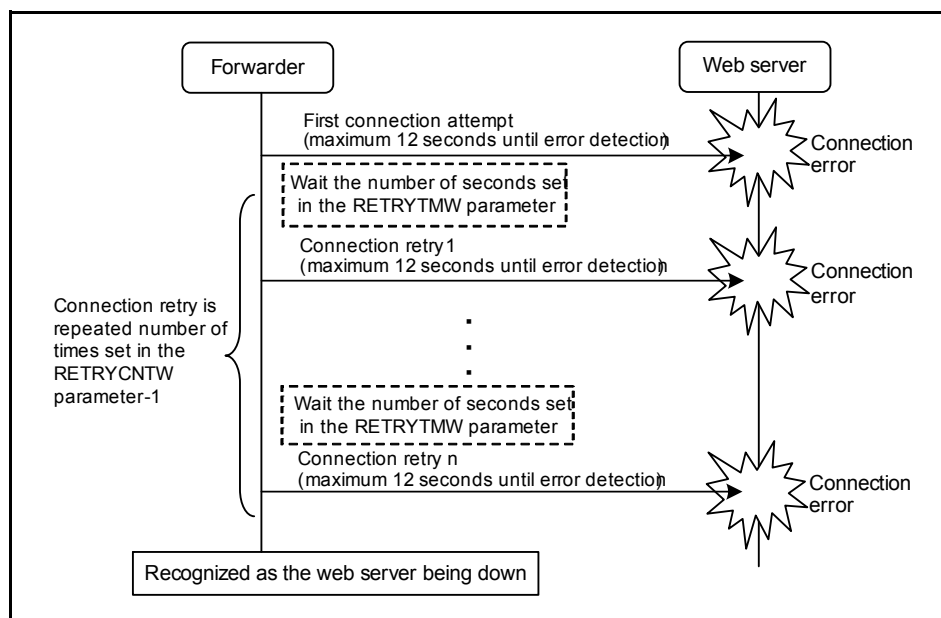 Forwarder
Web server
First connection attempt
(maximum 12 seconds until error detection)
Connection
error
Wait the number of seconds set
in the RETRYTMW parameter
Connection retry 1
(maximum 12 seconds until error detection)
Connection
error
Connection retry is
repeated number of
times set in the
RETRYCNTW
parameter-1
.
.
.
Wait the number of seconds set
in the RETRYTMW parameter
Connection retry n
(maximum 12 seconds until error detection)
Connection
error
Recognized as the web server being down